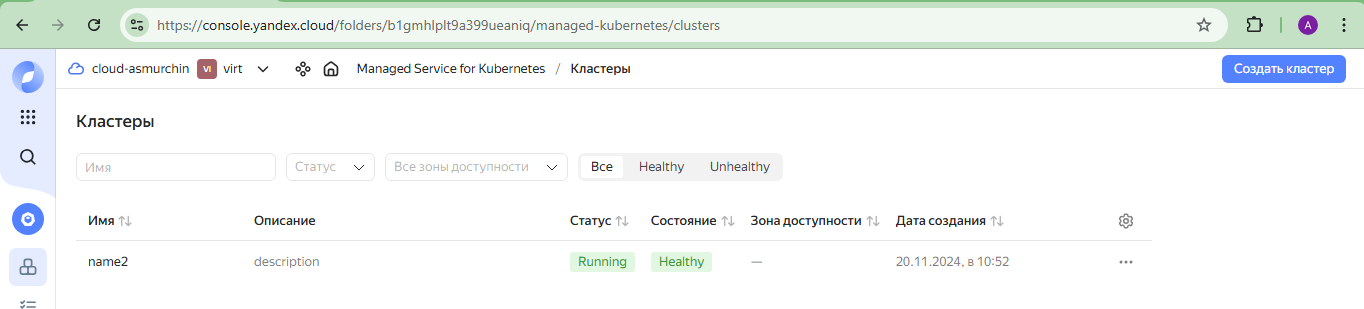 https://console.yandex.cloud/folders/b1gmhlplt9a399ueaniq/managed-kubernetes/clusters
A
cloud-asmurchin VI virt Managed Service for Kubernetes / Кластеры Создать кластер
Кластеры
Имя Статус Все зоны доступности Все Healthy Unhealthy
Имя Описание Статус Состояние Зона доступности Дата создания
name2 description Running Healthy — 20.11.2024, в 10:52